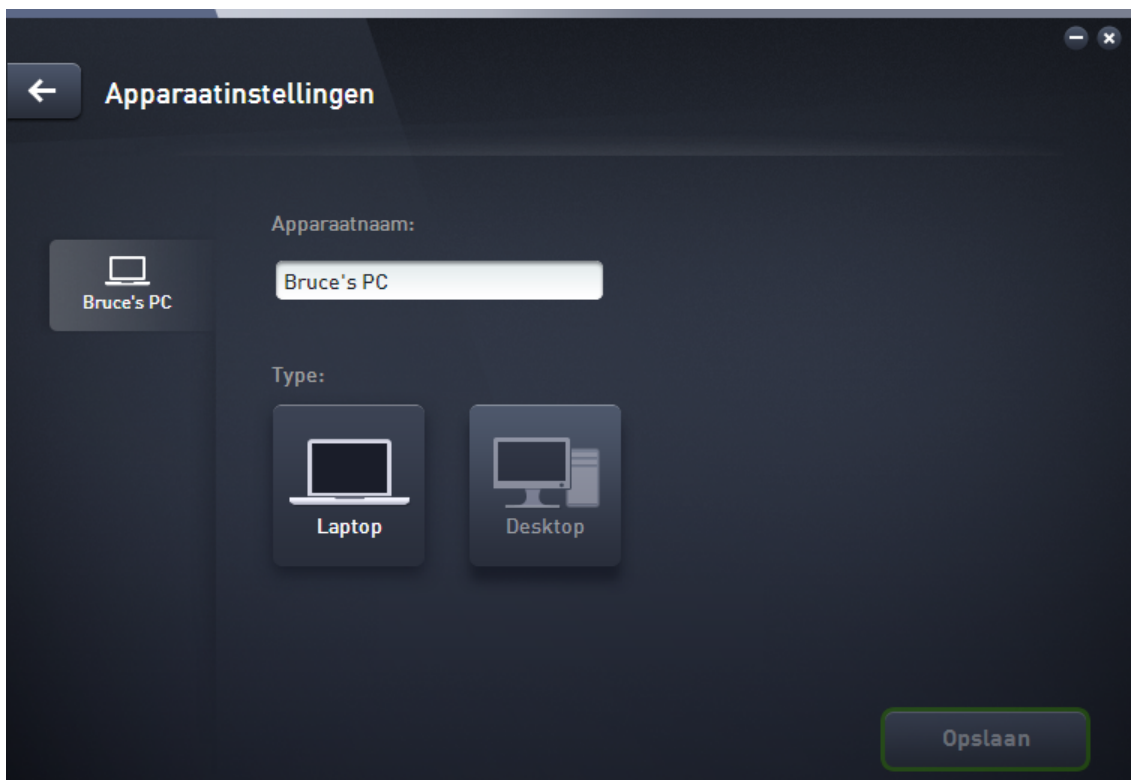 Apparaatinstellingen
Apparaatnaam:
Bruce's PC
Bruce's PC
Type:
Laptop
Desktop
Opslaan